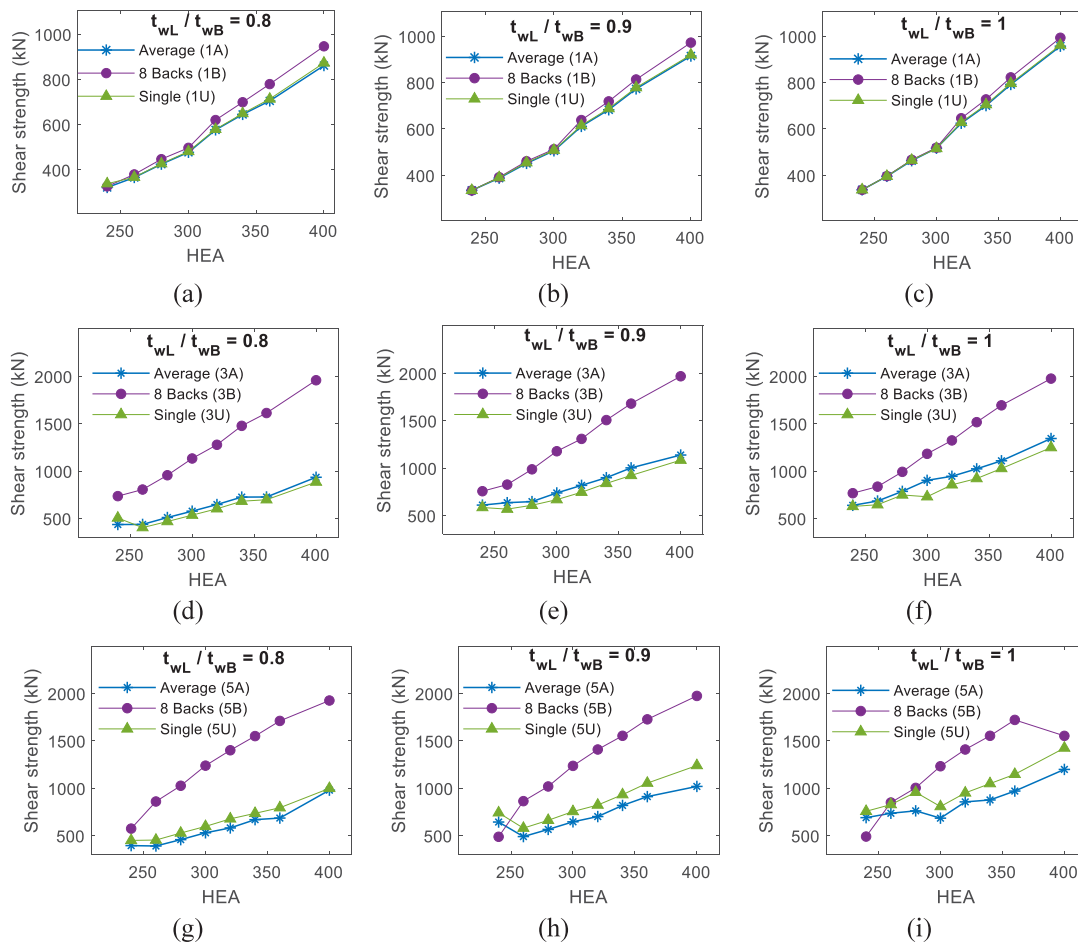 t_wL / t_wB = 0.8
Shear strength (kN)
1000
800
600
400
Average (1A)
8 Backs (1B)
Single (1U)
250 300 350 400
HEA
(a)
t_wL / t_wB = 0.9
Shear strength (kN)
1000
800
600
400
Average (1A)
8 Backs (1B)
Single (1U)
250 300 350 400
HEA
(b)
t_wL / t_wB = 1
Shear strength (kN)
1000
800
600
400
Average (1A)
8 Backs (1B)
Single (1U)
250 300 350 400
HEA
(c)
t_wL / t_wB = 0.8
Shear strength (kN)
2000
1500
1000
500
Average (3A)
8 Backs (3B)
Single (3U)
250 300 350 400
HEA
(d)
t_wL / t_wB = 0.9
Shear strength (kN)
2000
1500
1000
500
Average (3A)
8 Backs (3B)
Single (3U)
250 300 350 400
HEA
(e)
t_wL / t_wB = 1
Shear strength (kN)
2000
1500
1000
500
Average (3A)
8 Backs (3B)
Single (3U)
250 300 350 400
HEA
(f)
t_wL / t_wB = 0.8
Shear strength (kN)
2000
1500
1000
500
Average (5A)
8 Backs (5B)
Single (5U)
250 300 350 400
HEA
(g)
t_wL / t_wB = 0.9
Shear strength (kN)
2000
1500
1000
500
Average (5A)
8 Backs (5B)
Single (5U)
250 300 350 400
HEA
(h)
t_wL / t_wB = 1
Shear strength (kN)
2000
1500
1000
500
Average (5A)
8 Backs (5B)
Single (5U)
250 300 350 400
HEA
(i)